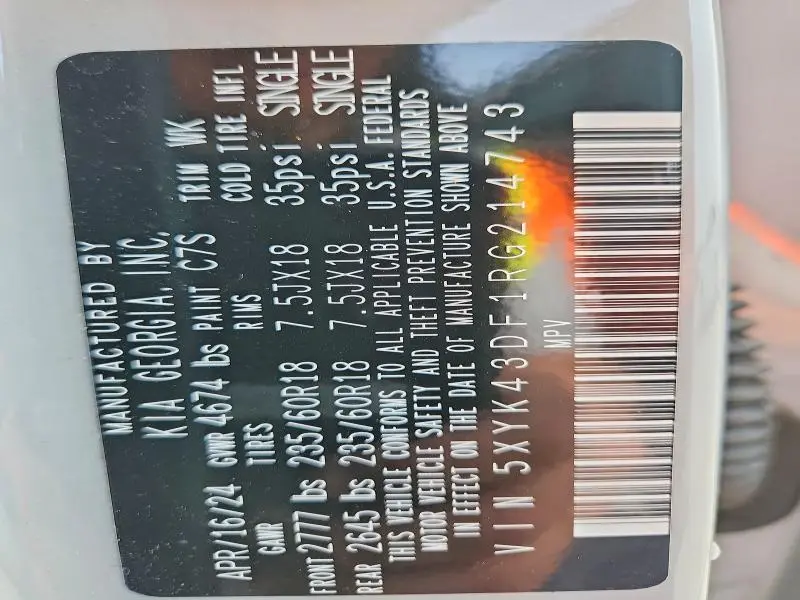 MANUFACTURED BY
KIA GEORGIA, INC.
APR/16/24 GVWR 4674 lbs PAINT C7S TRIM WK
GAWR TIRES RIMS COLD TIRE INFL
FRONT 2777 lbs 235/60R18 7.5JX18 35psi SINGLE
REAR 2645 lbs 235/60R18 7.5JX18 35psi SINGLE
THIS VEHICLE CONFORMS TO ALL APPLICABLE U.S.A. FEDERAL
MOTOR VEHICLE SAFETY AND THEFT PREVENTION STANDARDS
IN EFFECT ON THE DATE OF MANUFACTURE SHOWN ABOVE
VIN 5XYK43DF1RG214743
MPV